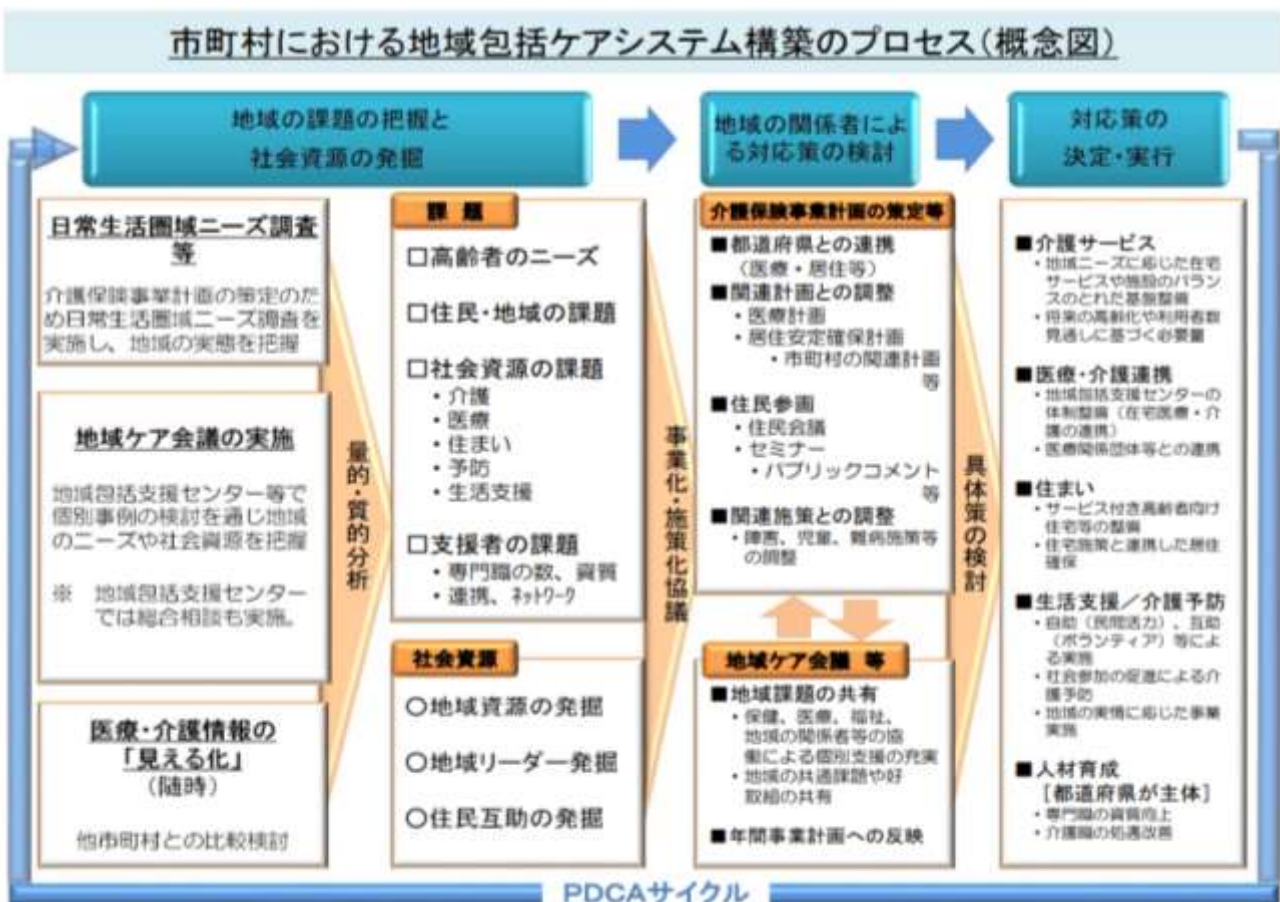 市町村における地域包括ケアシステム構築のプロセス(概念図)
地域の課題の把握と
社会資源の発掘
地域の関係者によ
る対応策の検討
対応策の
決定・実行
日常生活圏域ニーズ調査
等
介護保険事業計画の策定のた
め日常生活圏域ニーズ調査を
実施し、地域の実態を把握
地域ケア会議の実施
地域包括支援センター等で
個別事例の検討を通じ地域
のニーズや社会資源を把握
※ 地域包括支援センター
では総合相談も実施。
医療・介護情報の
「見える化」
(随時)
他市町村との比較検討
量的・質的分析
課 題
□高齢者のニーズ
□住民・地域の課題
□社会資源の課題
・介護
・医療
・住まい
・予防
・生活支援
□支援者の課題
・専門職の数、資質
・連携、ネットワーク
社会資源
○地域資源の発掘
○地域リーダー発掘
○住民互助の発掘
事業化・施策化協議
介護保険事業計画の策定等
■都道府県との連携
(医療・居住等)
■関連計画との調整
・医療計画
・居住安定確保計画
・市町村の関連計画
等
■住民参画
・住民会議
・セミナー
・パブリックコメント
等
■関連施策との調整
・障害、児童、難病施策等
の調整
地域ケア会議 等
■地域課題の共有
・保健、医療、福祉、
地域の関係者等の協
働による個別支援の充実
・地域の共通課題や好
取組の共有
■年間事業計画への反映
具体策の検討
■介護サービス
・地域ニーズに応じた在宅
サービスや施設のバラン
スのとれた基盤整備
・将来の高齢化や利用者数
見通しに基づく必要量
■医療・介護連携
・地域包括支援センターの
体制整備(在宅医療・介
護の連携)
・医療関係団体等との連携
■住まい
・サービス付き高齢者向け
住宅等の整備
・住宅施策と連携した居住
確保
■生活支援／介護予防
・自助(民間活力)、互助
(ボランティア)等によ
る実施
・社会参加の促進による介
護予防
・地域の実情に応じた事業
実施
■人材育成
[都道府県が主体]
・専門職の資質向上
・介護職の処遇改善
PDCAサイクル